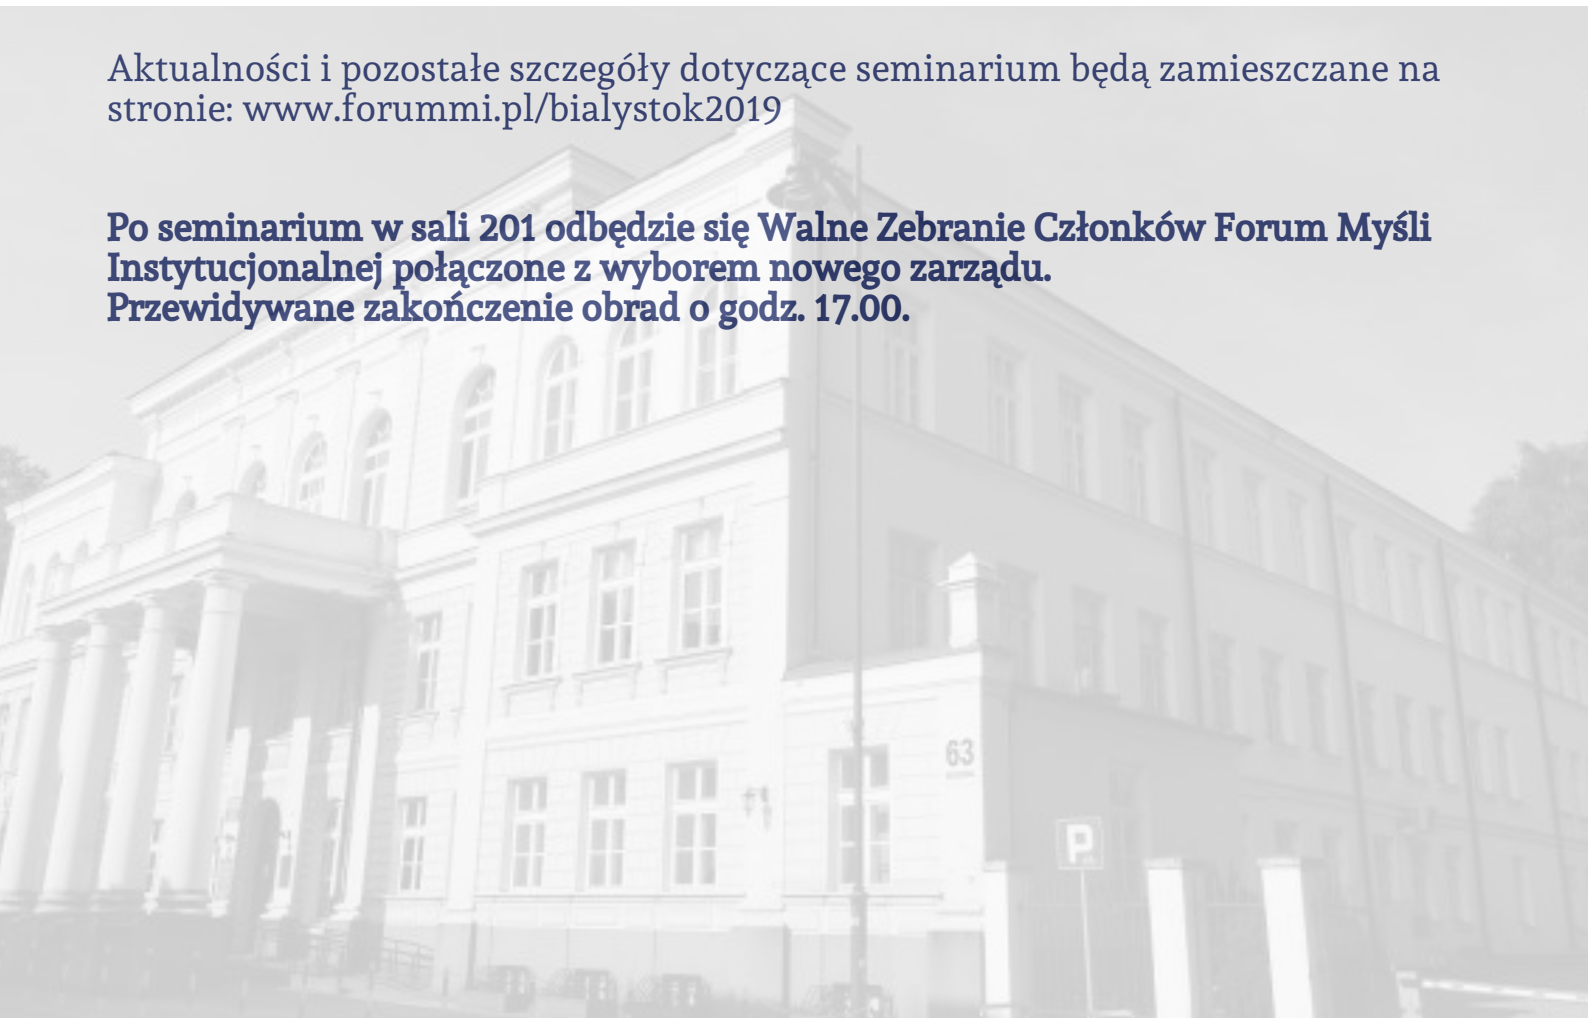 Aktualności i pozostałe szczegóły dotyczące seminarium będą zamieszczane na
stronie: www.forummi.pl/bialystok2019
Po seminarium w sali 201 odbędzie się Walne Zebranie Członków Forum Myśli
Instytucjonalnej połączone z wyborem nowego zarządu.
Przewidywane zakończenie obrad o godz. 17.00.
63
P